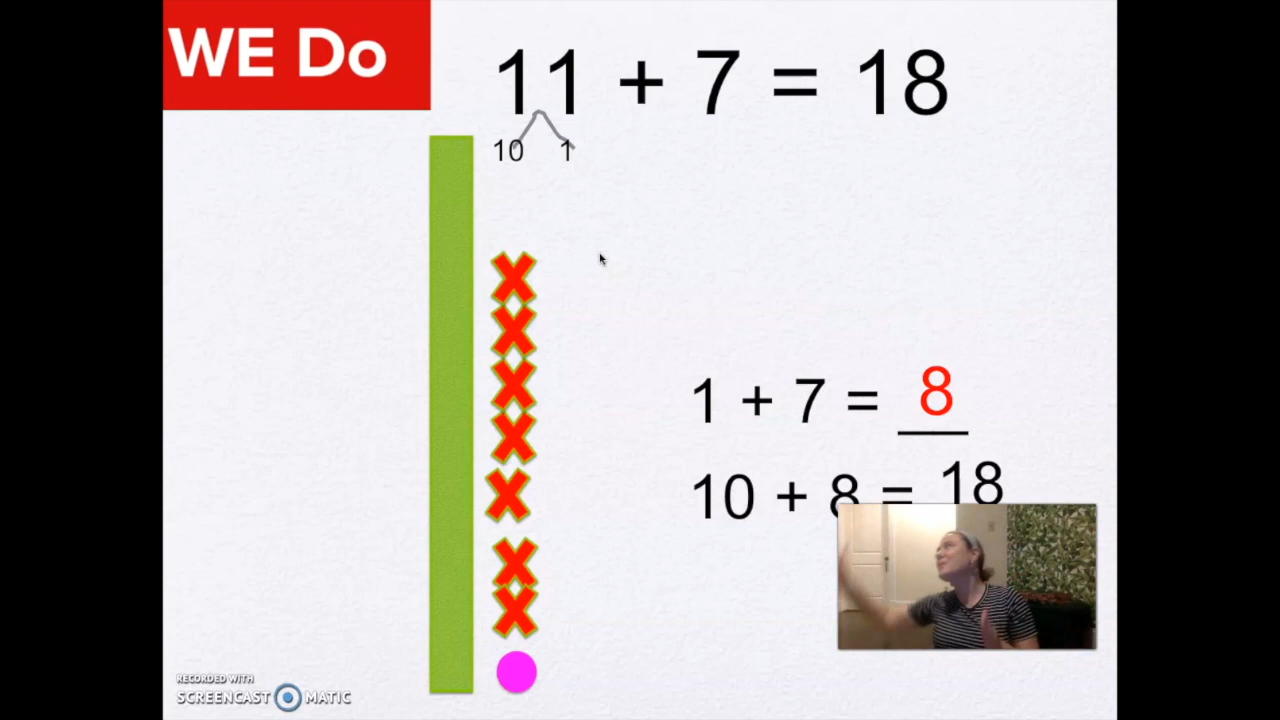 WE Do
11 + 7 = 18
10 1
1 + 7 = 8
10 + 8 = 18
RECORDED WITH
SCREENCAST MATIC